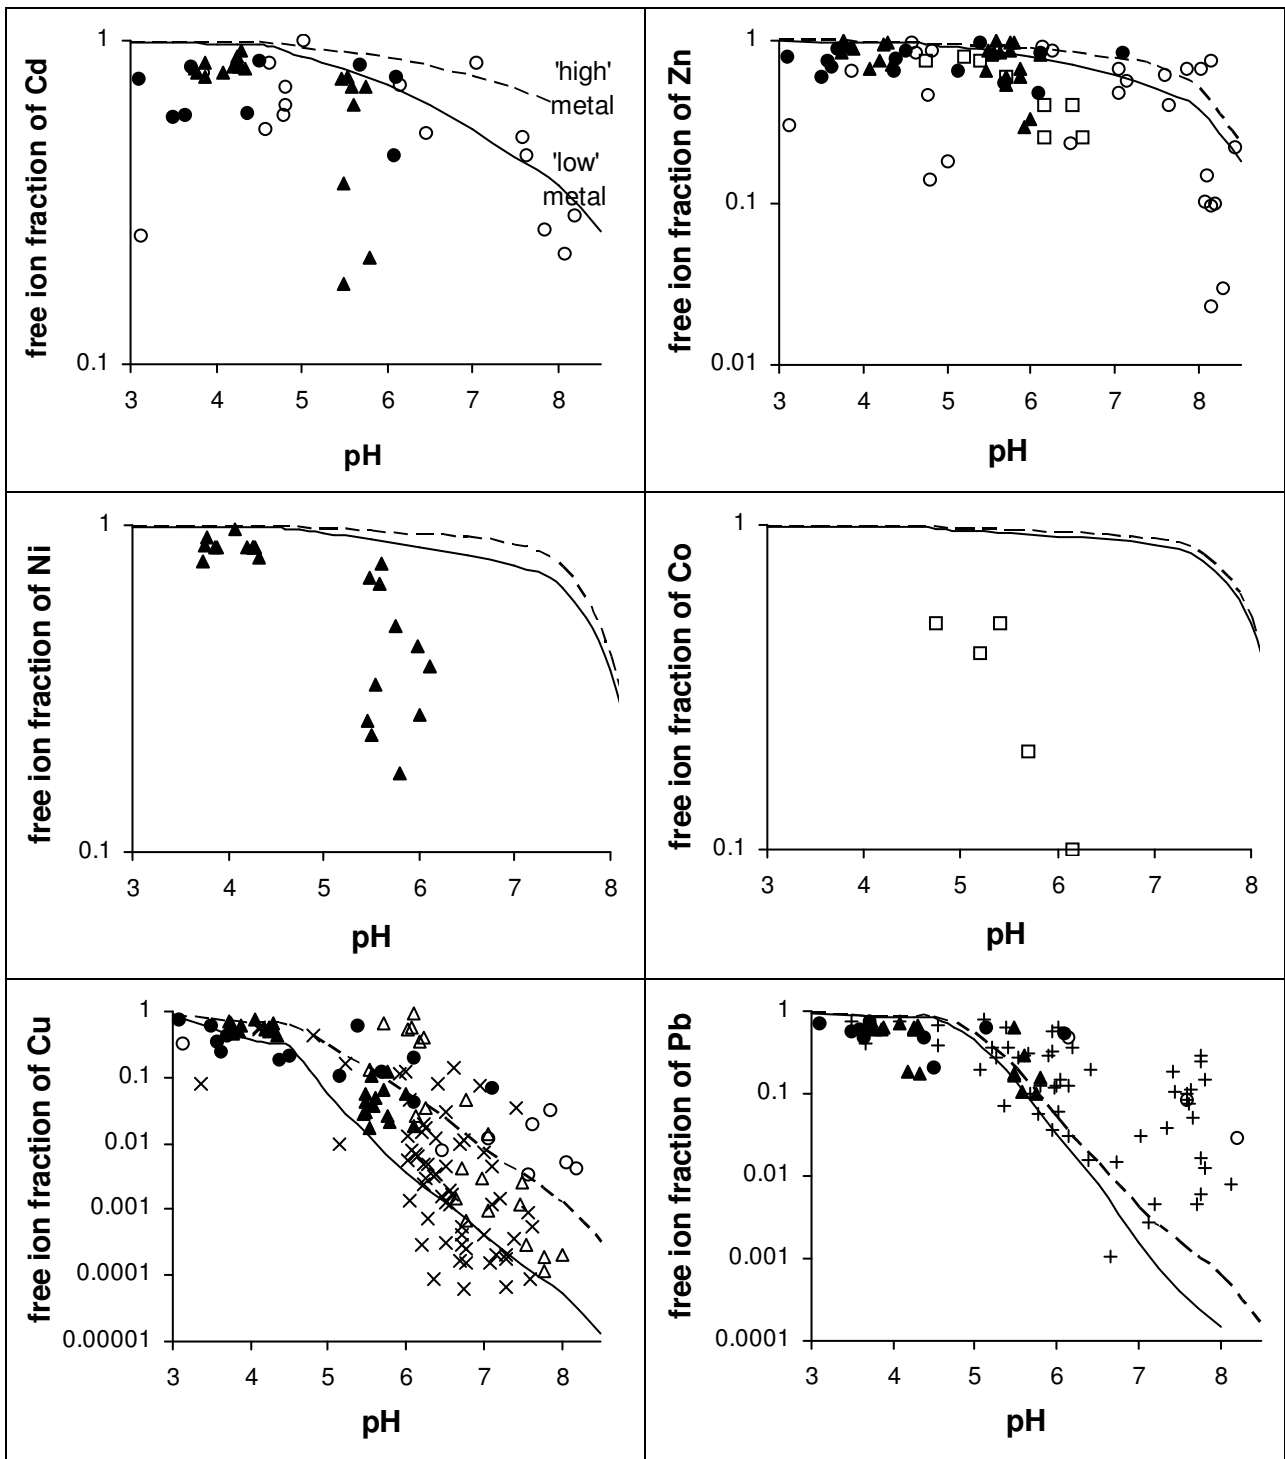 free ion fraction of Cd
1
0.1
'high'
metal
'low'
metal
3 4 5 6 7 8
pH
free ion fraction of Zn
1
0.1
0.01
3 4 5 6 7 8
pH
free ion fraction of Ni
1
0.1
3 4 5 6 7 8
pH
free ion fraction of Co
1
0.1
3 4 5 6 7 8
pH
free ion fraction of Cu
1
0.1
0.01
0.001
0.0001
0.00001
3 4 5 6 7 8
pH
free ion fraction of Pb
1
0.1
0.01
0.001
0.0001
3 4 5 6 7 8
pH